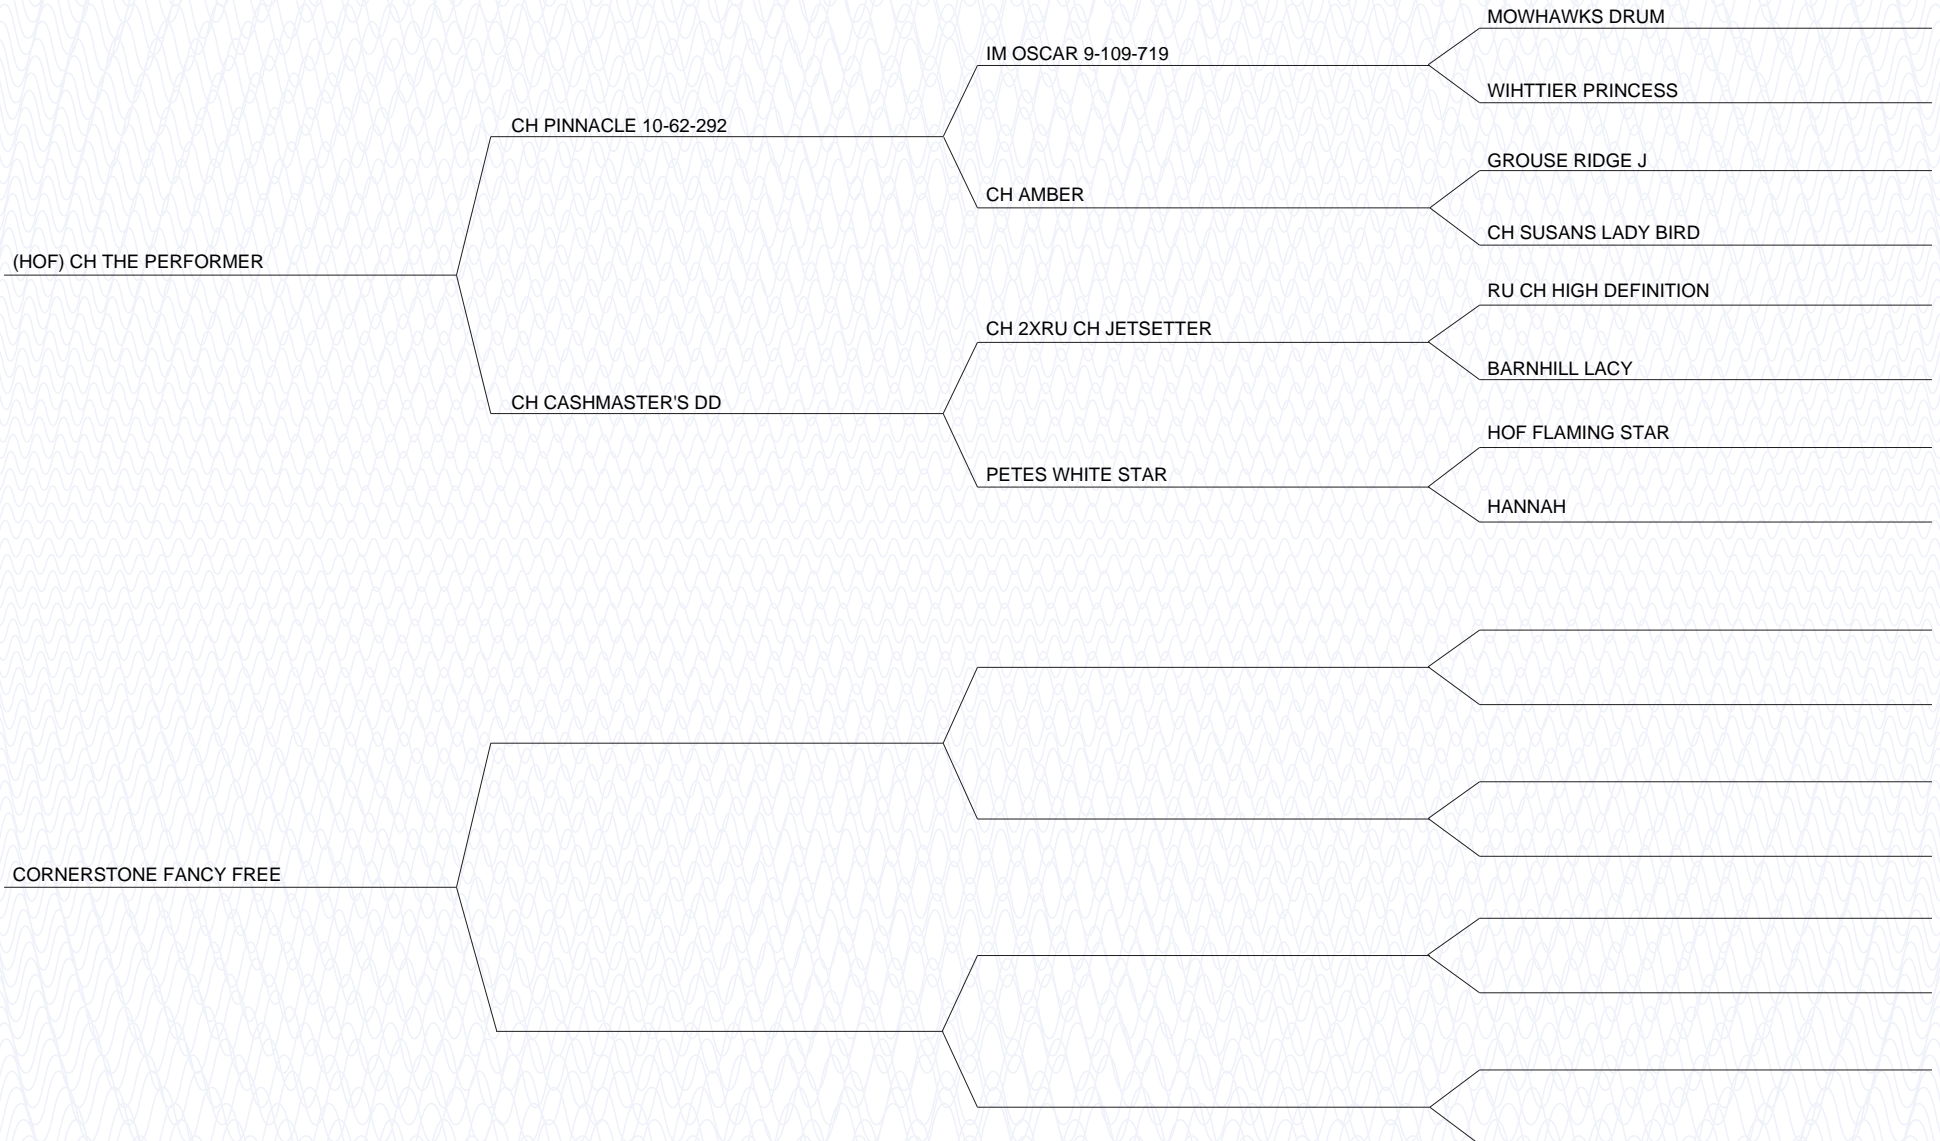 MOWHAWKS DRUM
IM OSCAR 9-109-719
WIHTTIER PRINCESS
CH PINNACLE 10-62-292
GROUSE RIDGE J
CH AMBER
CH SUSANS LADY BIRD
(HOF) CH THE PERFORMER
RU CH HIGH DEFINITION
CH 2XRU CH JETSETTER
BARNHILL LACY
CH CASHMASTER'S DD
HOF FLAMING STAR
PETES WHITE STAR
HANNAH
CORNERSTONE FANCY FREE